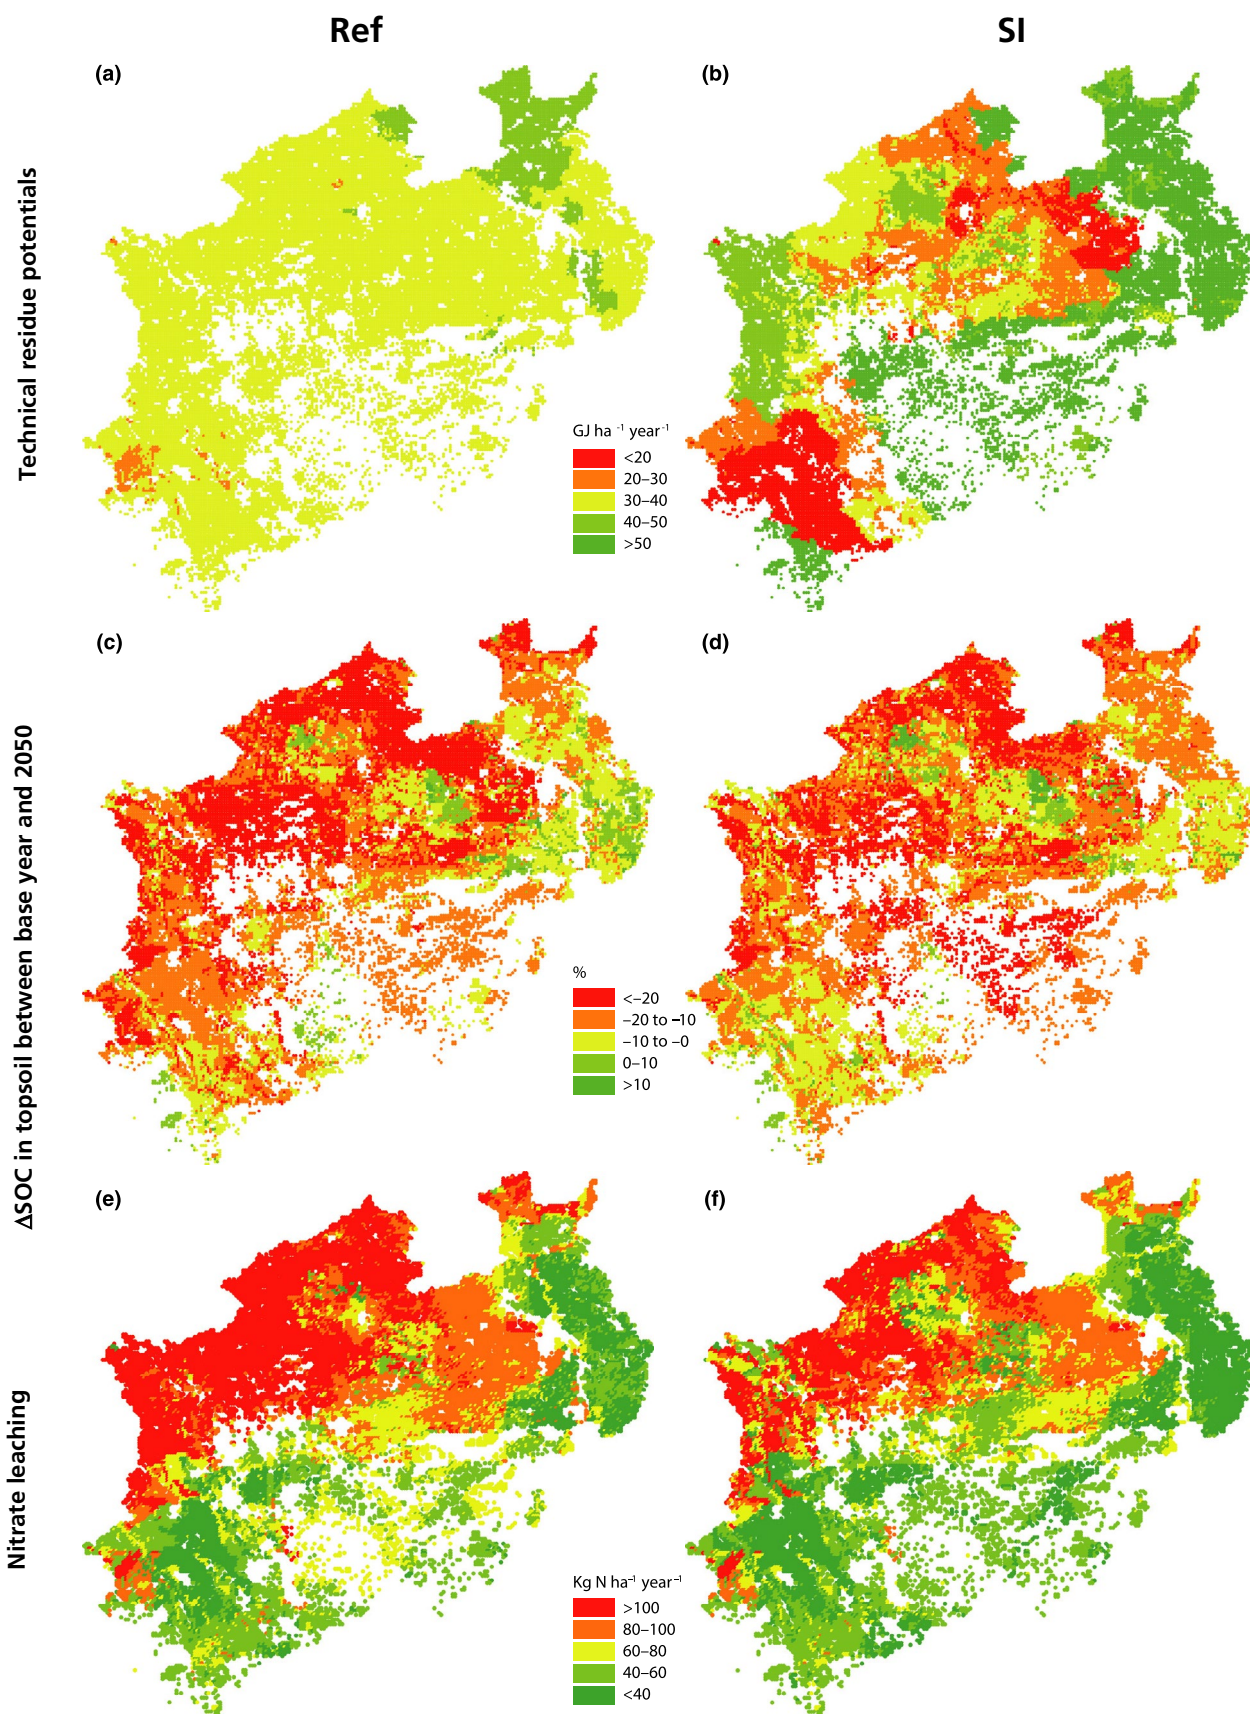 Ref
SI
(a)
(b)
Technical residue potentials
GJ ha ⁻¹ year⁻¹
<20
20–30
30–40
40–50
>50
(c)
(d)
ΔSOC in topsoil between base year and 2050
%
<–20
–20 to –10
–10 to –0
0–10
>10
(e)
(f)
Nitrate leaching
Kg N ha⁻¹ year⁻¹
>100
80–100
60–80
40–60
<40